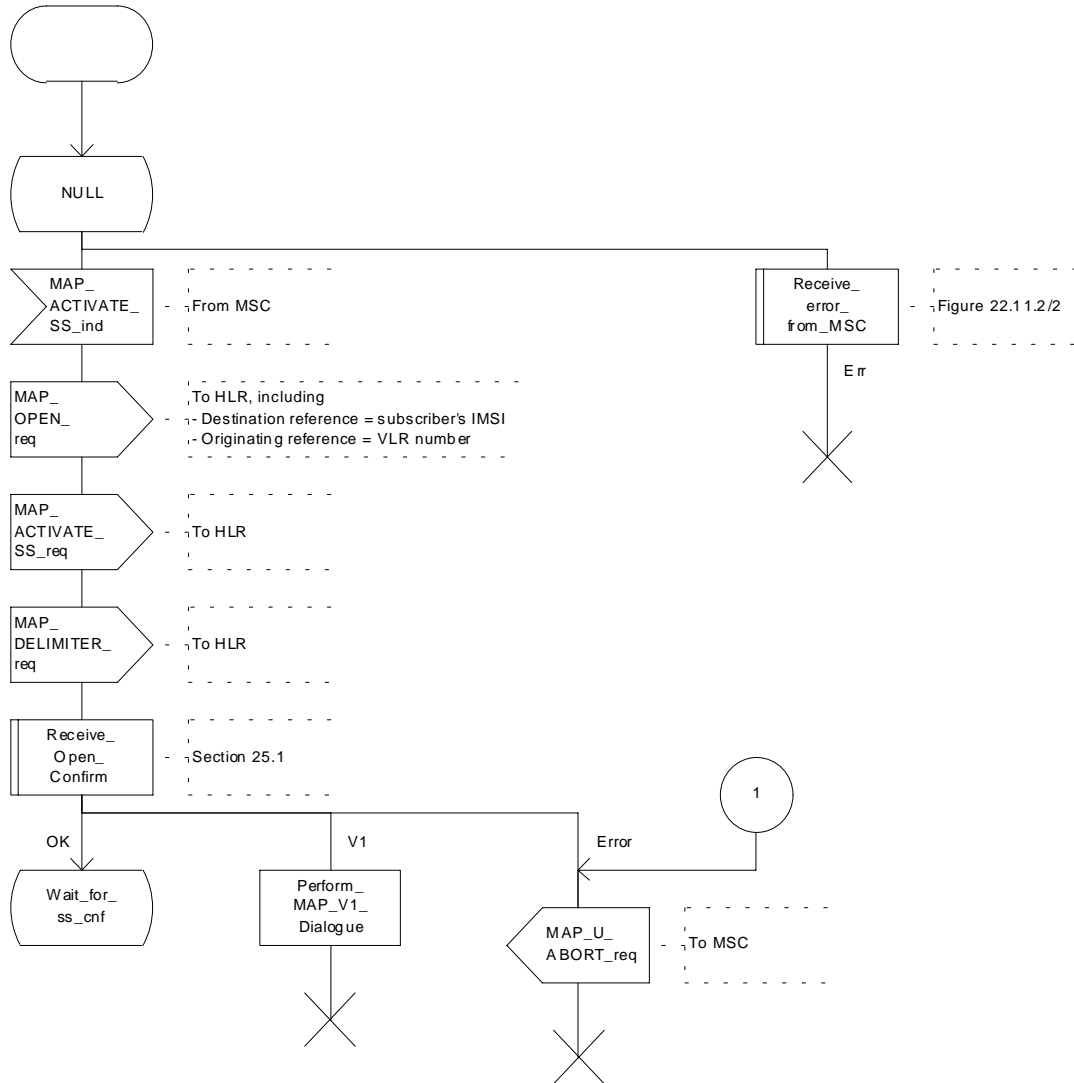 NULL
MAP_
ACTIVATE_
SS_ind
From MSC
Receive_
error_
from_MSC
Figure 22.11.2/2
Err
MAP_
OPEN_
req
To HLR, including
- Destination reference = subscriber's IMSI
- Originating reference = VLR number
MAP_
ACTIVATE_
SS_req
To HLR
MAP_
DELIMITER_
req
To HLR
Receive_
Open_
Confirm
Section 25.1
1
OK
V1
Error
Wait_for_
ss_cnf
Perform_
MAP_V1_
Dialogue
MAP_U_
ABORT_req
To MSC